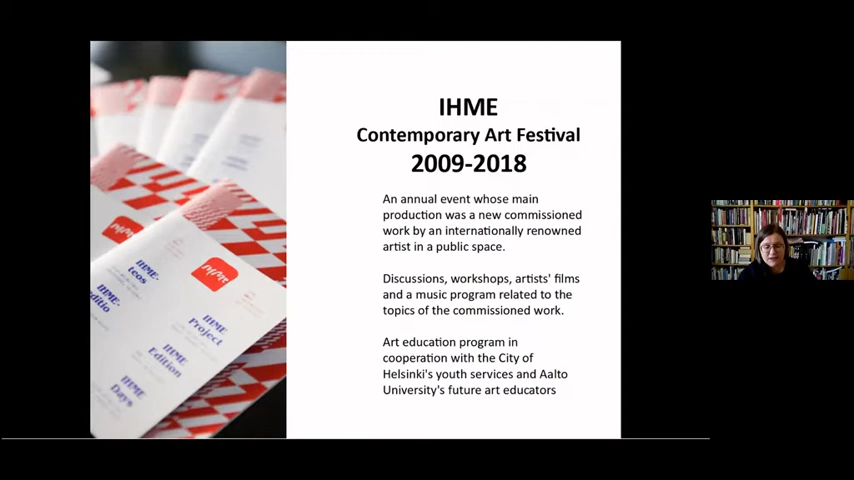 IHME
Contemporary Art Festival
2009-2018
An annual event whose main
production was a new commissioned
work by an internationally renowned
artist in a public space.
Discussions, workshops, artists' films
and a music program related to the
topics of the commissioned work.
Art education program in
cooperation with the City of
Helsinki's youth services and Aalto
University's future art educators
IHME-
teos
IHME-
IHME
Project
IHME
Edition
IHME
Days